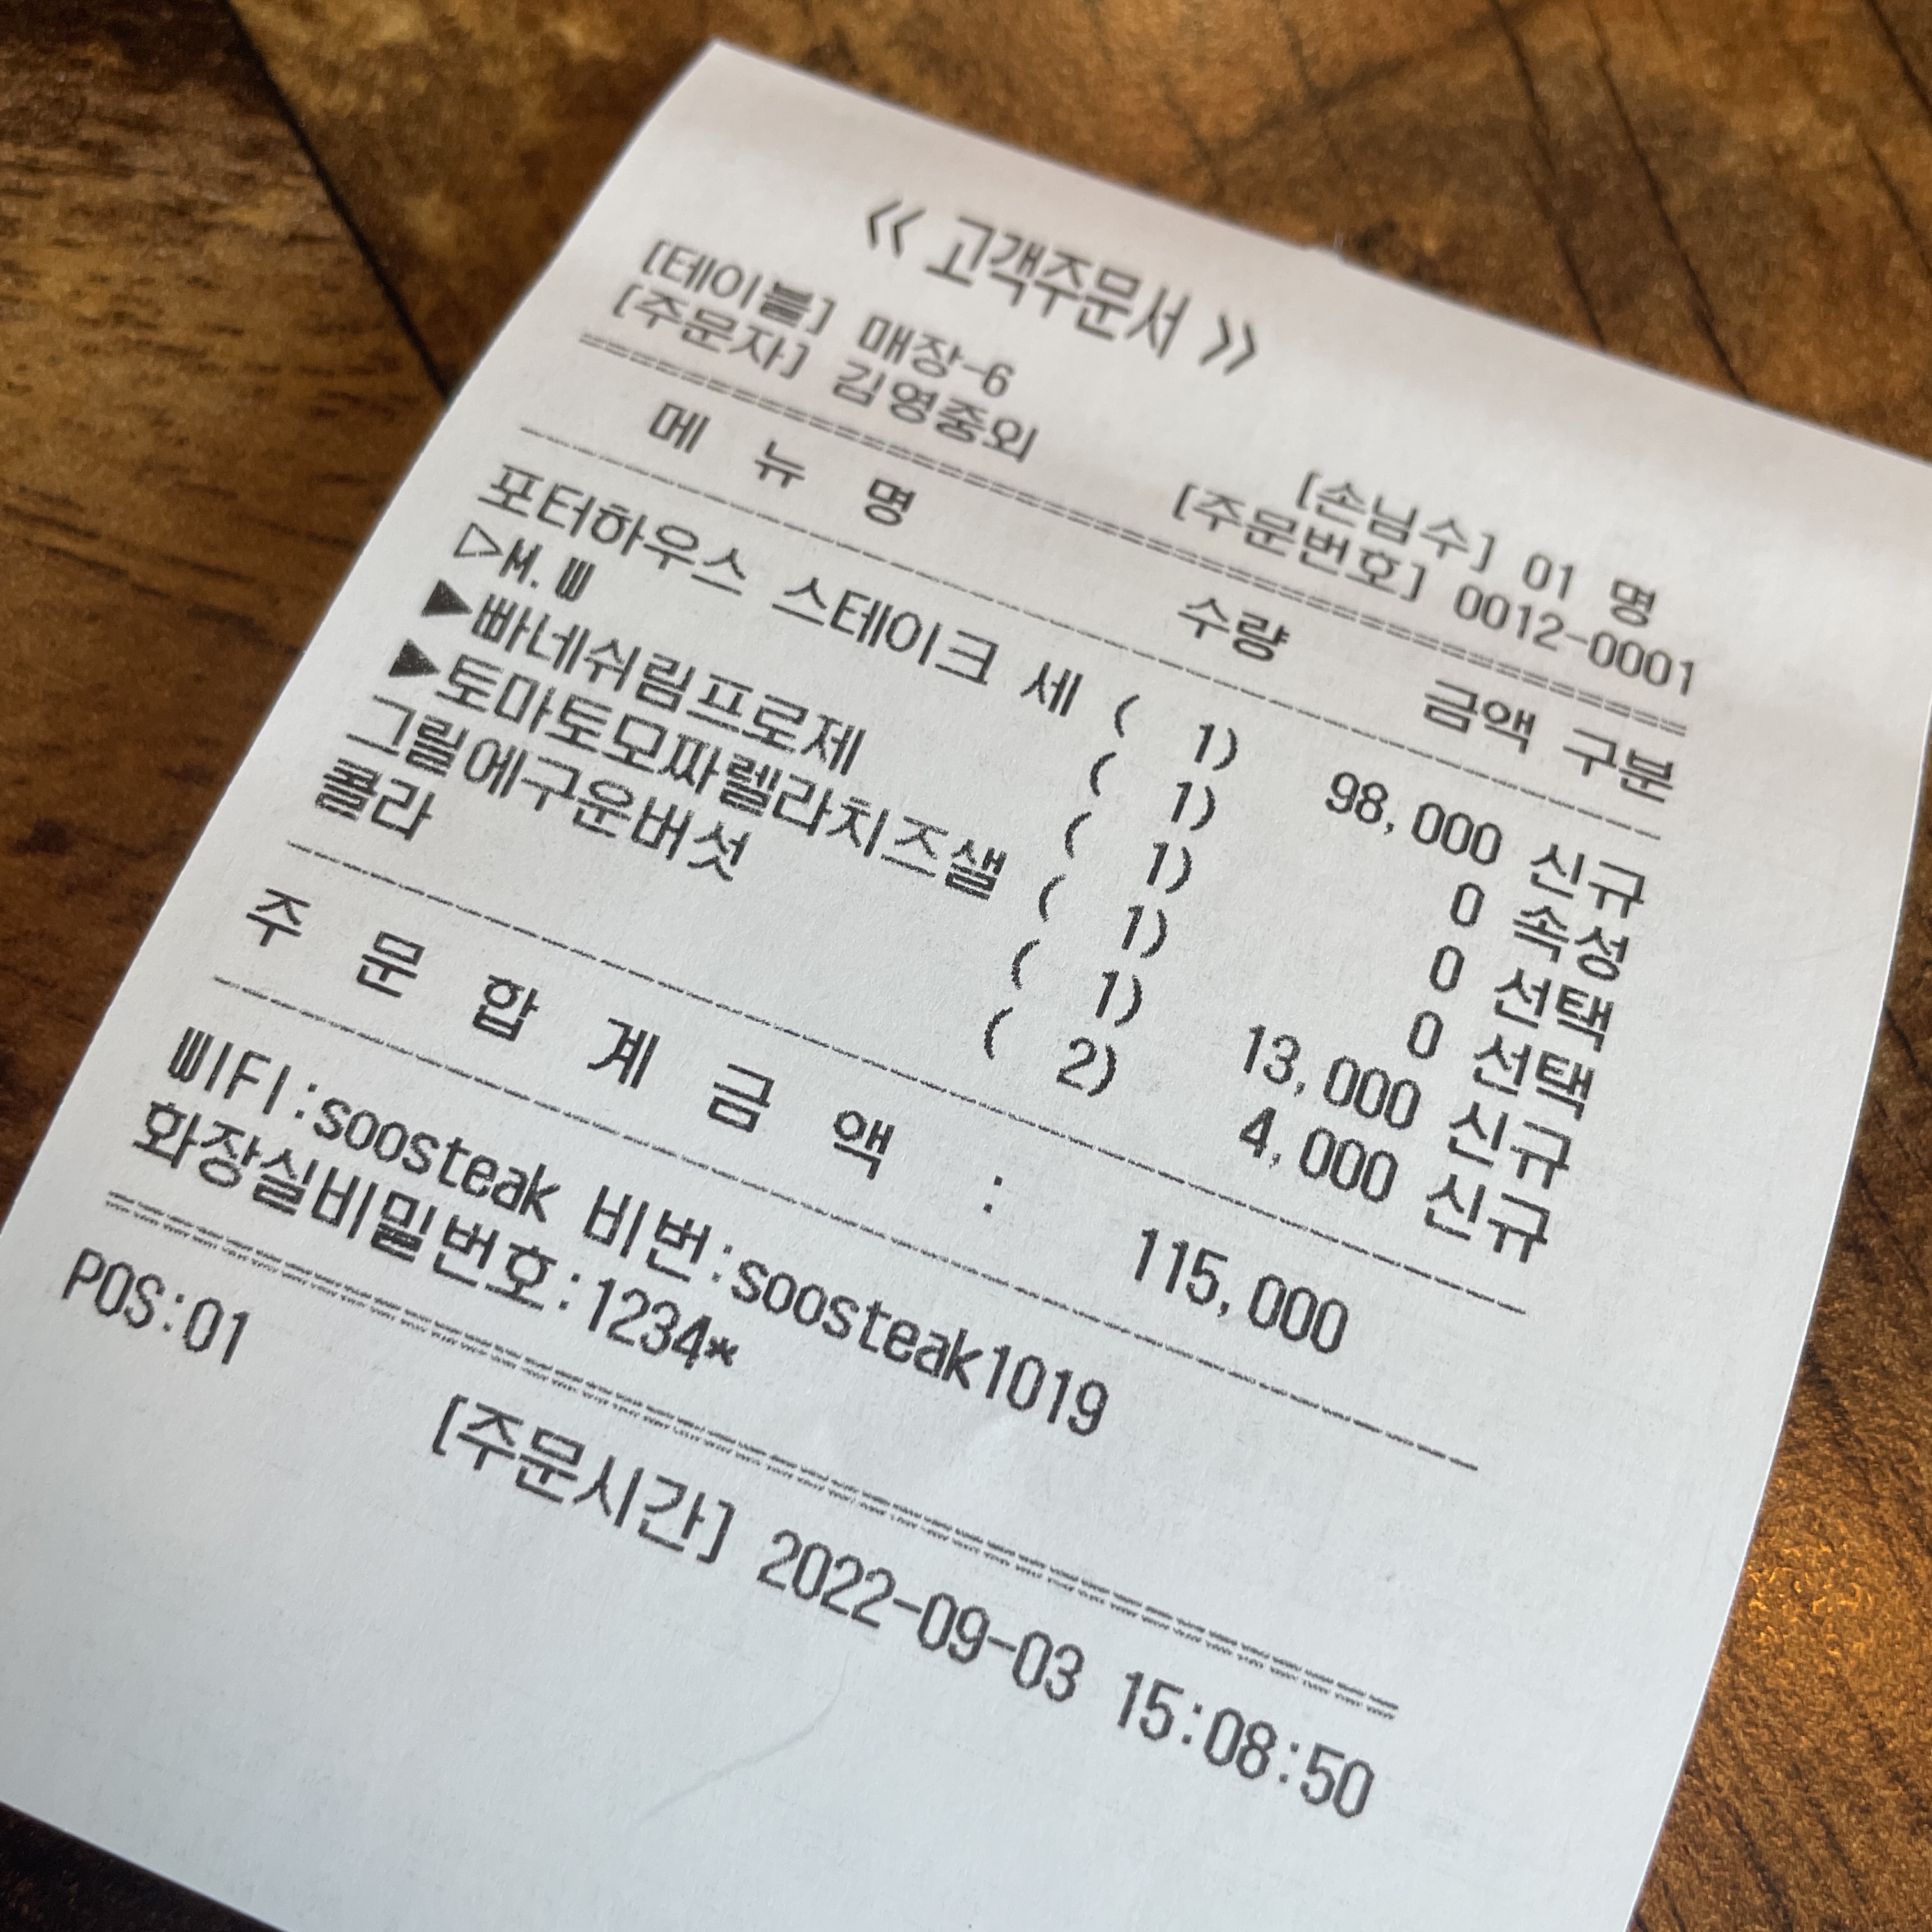 << 고객주문서 >>
[테이블] 매장-6 [손님수] 01 명
[주문자] 김영중외 [주문번호] 0012-0001
메 뉴 명 수량 금액 구분
포터하우스 스테이크 세 ( 1) 98,000 신규
▷M.W ( 1) 0 속성
▶빠네쉬림프로제 ( 1) 0 선택
▶토마토모짜렐라치즈샐 ( 1) 0 선택
그릴에구운버섯 ( 1) 13,000 신규
콜라 ( 2) 4,000 신규
주 문 합 계 금 액 : 115,000
WIFI:soosteak 비번:soosteak1019
화장실비밀번호:1234*
POS:01
[주문시간] 2022-09-03 15:08:50